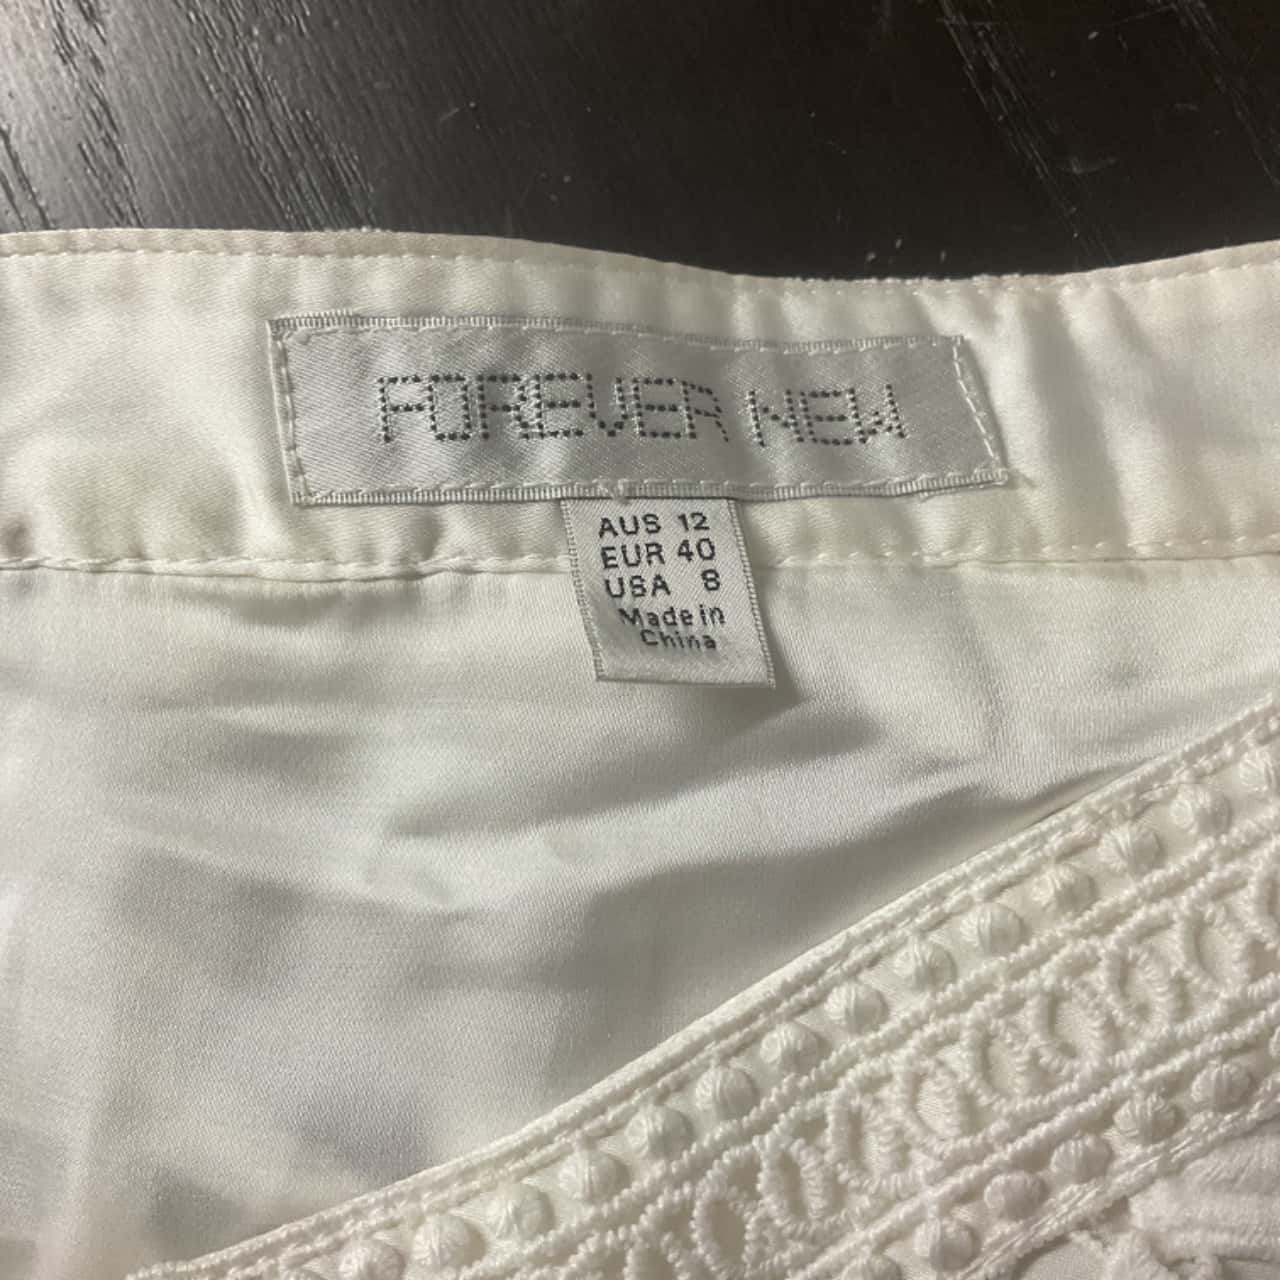 FOREVER NEW
AUS 12
EUR 40
USA 8
Made in
China